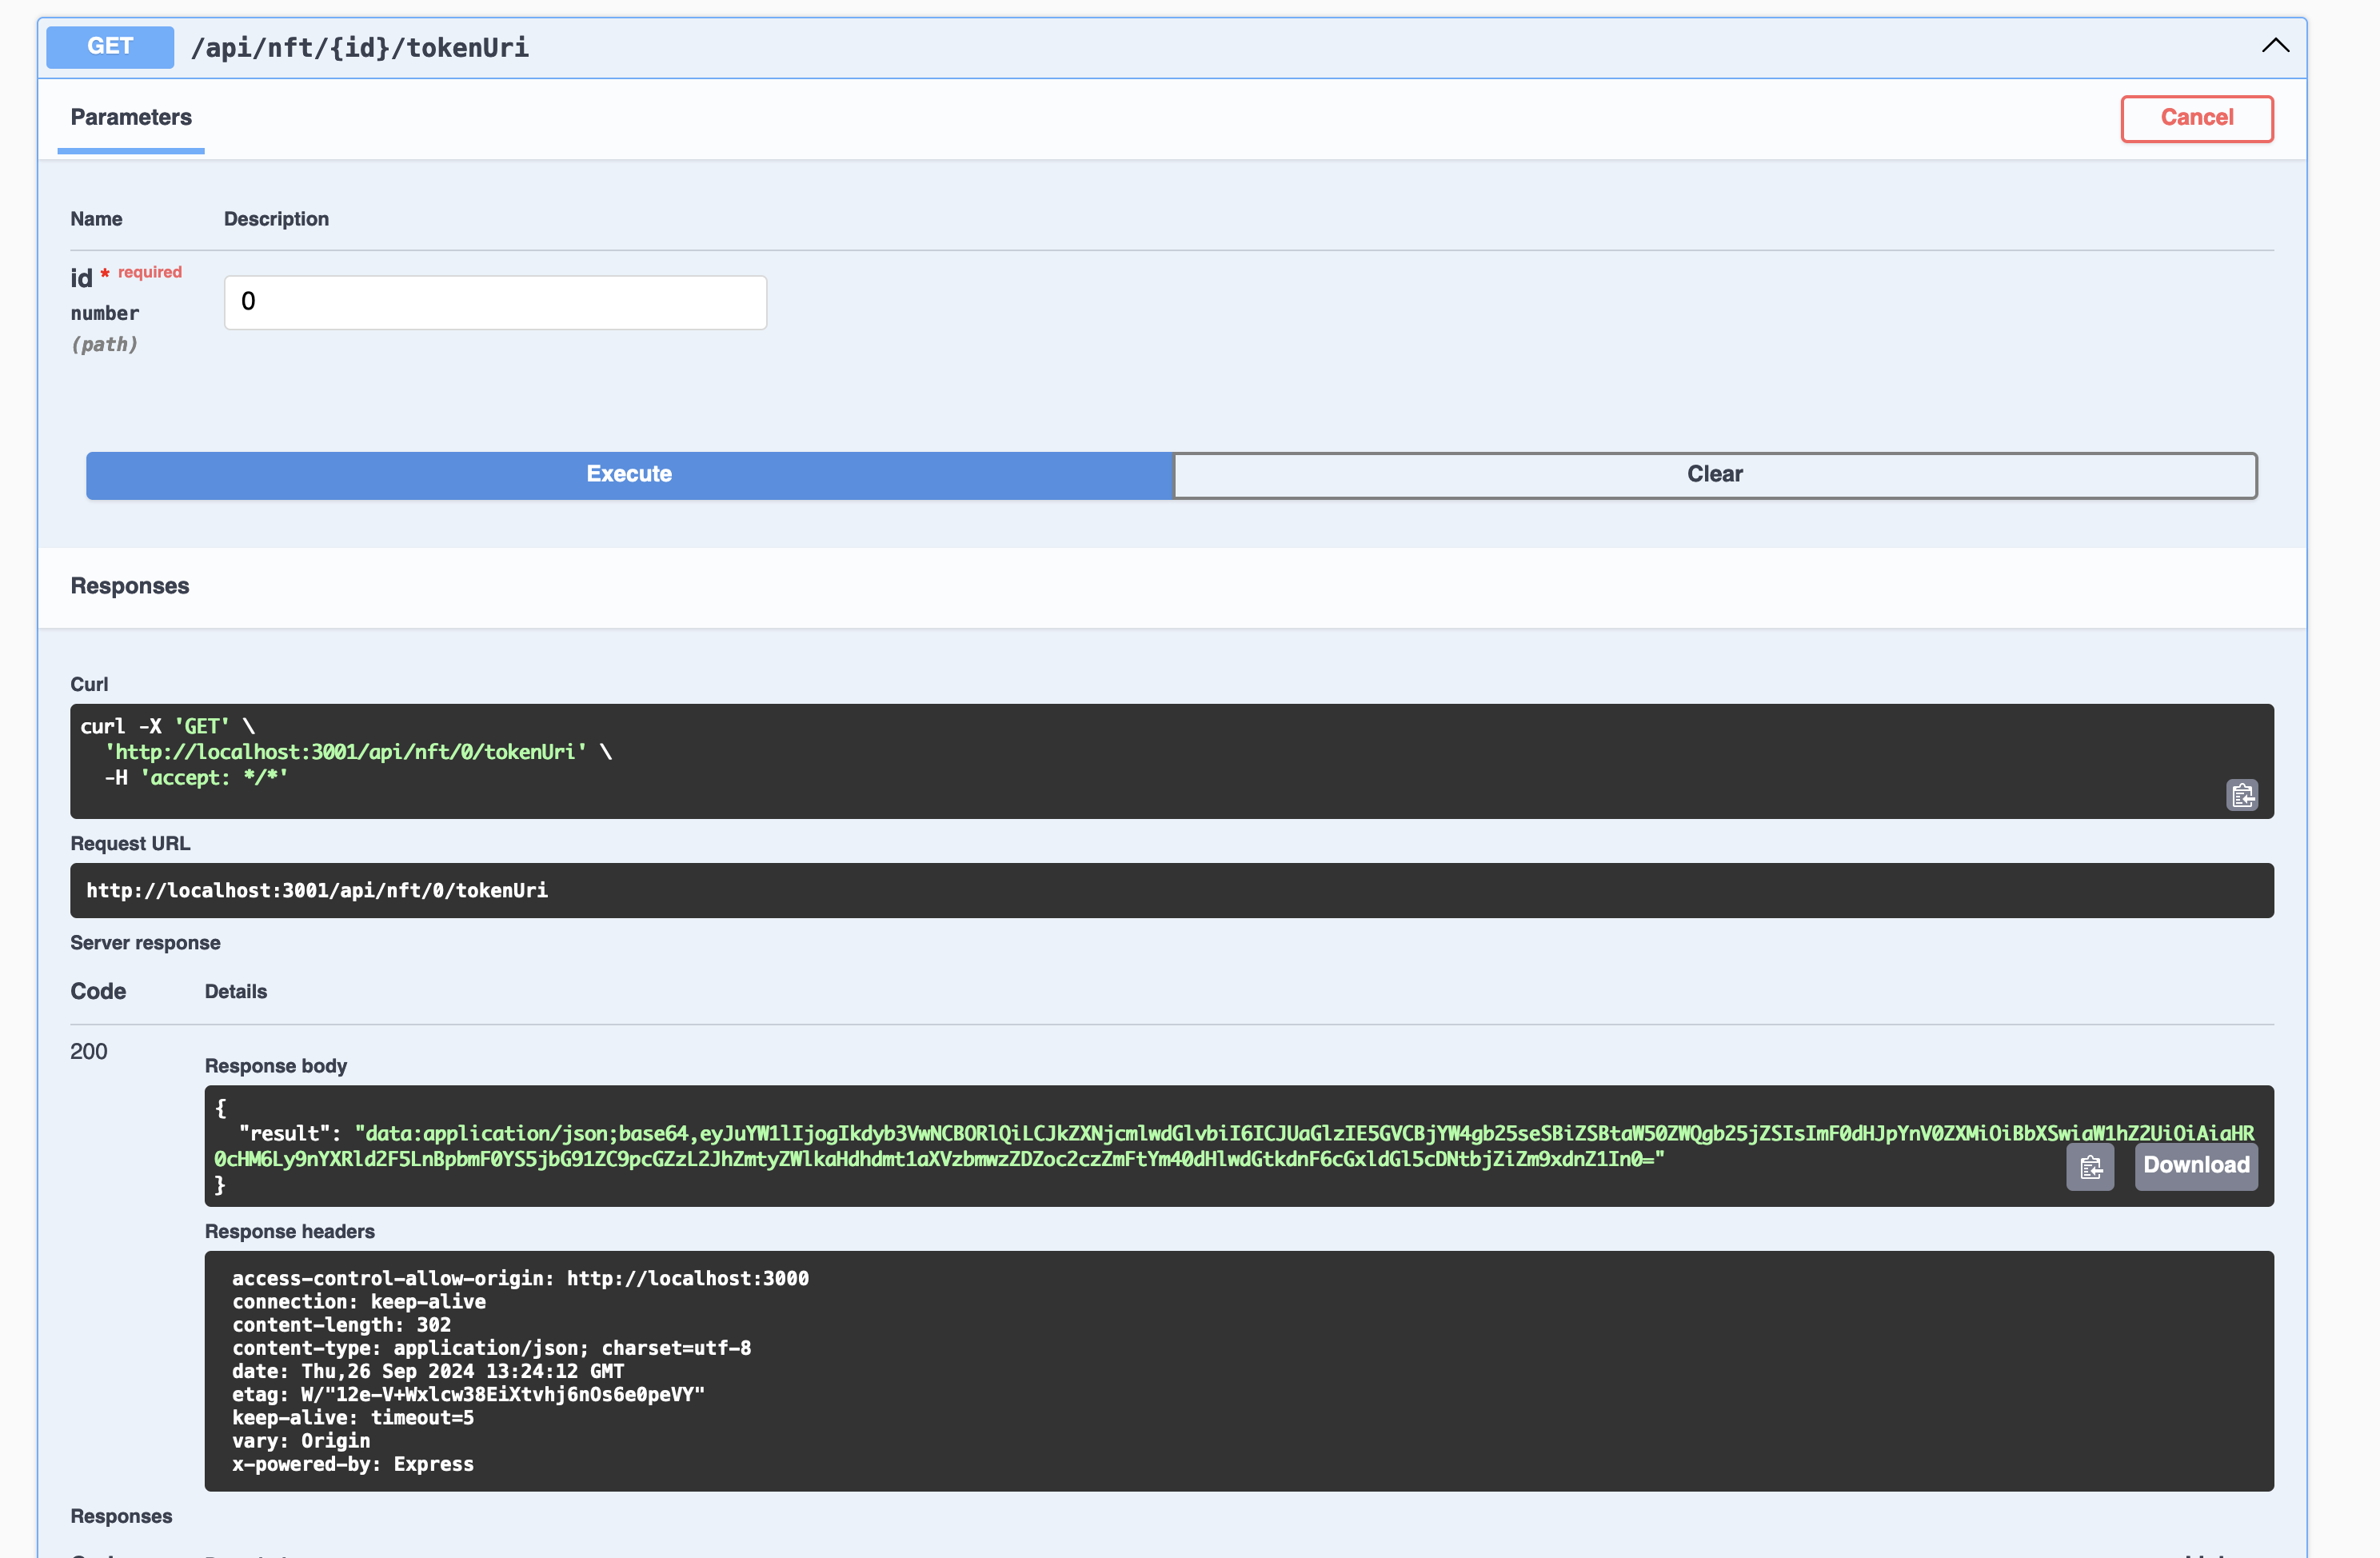 GET /api/nft/{id}/tokenUri
Parameters
Cancel
Name Description
id * required
number
(path)
0
Execute
Clear
Responses
Curl
curl -X 'GET' \
'http://localhost:3001/api/nft/0/tokenUri' \
-H 'accept: */*'
Request URL
http://localhost:3001/api/nft/0/tokenUri
Server response
Code Details
200
Response body
{
"result": "data:application/json;base64,eyJuYW1lIjogIkdyb3VwNCBORlQiLCJkZXNjcmlwdGlvbiI6ICJUaGlzIE5GVCBjYW4gb25seSBiZSBtaW50ZWQgb25jZSIsImF0dHJpYnV0ZXMiOiBbXSwiaW1hZ2UiOiAiaHR
0cHM6Ly9nYXRld2F5LnBpbmF0YS5jbG91ZC9pcGZzL2JhZmtyZWlkaHdhdmt1aXVzbmwzZDZoc2czZmFtYm40dHlwdGtkdnF6cGxldGl5cDNtbjZiZm9xdnZ1In0="
}
Download
Response headers
access-control-allow-origin: http://localhost:3000
connection: keep-alive
content-length: 302
content-type: application/json; charset=utf-8
date: Thu,26 Sep 2024 13:24:12 GMT
etag: W/"12e-V+Wxlcw38EiXtvhj6nOs6e0peVY"
keep-alive: timeout=5
vary: Origin
x-powered-by: Express
Responses